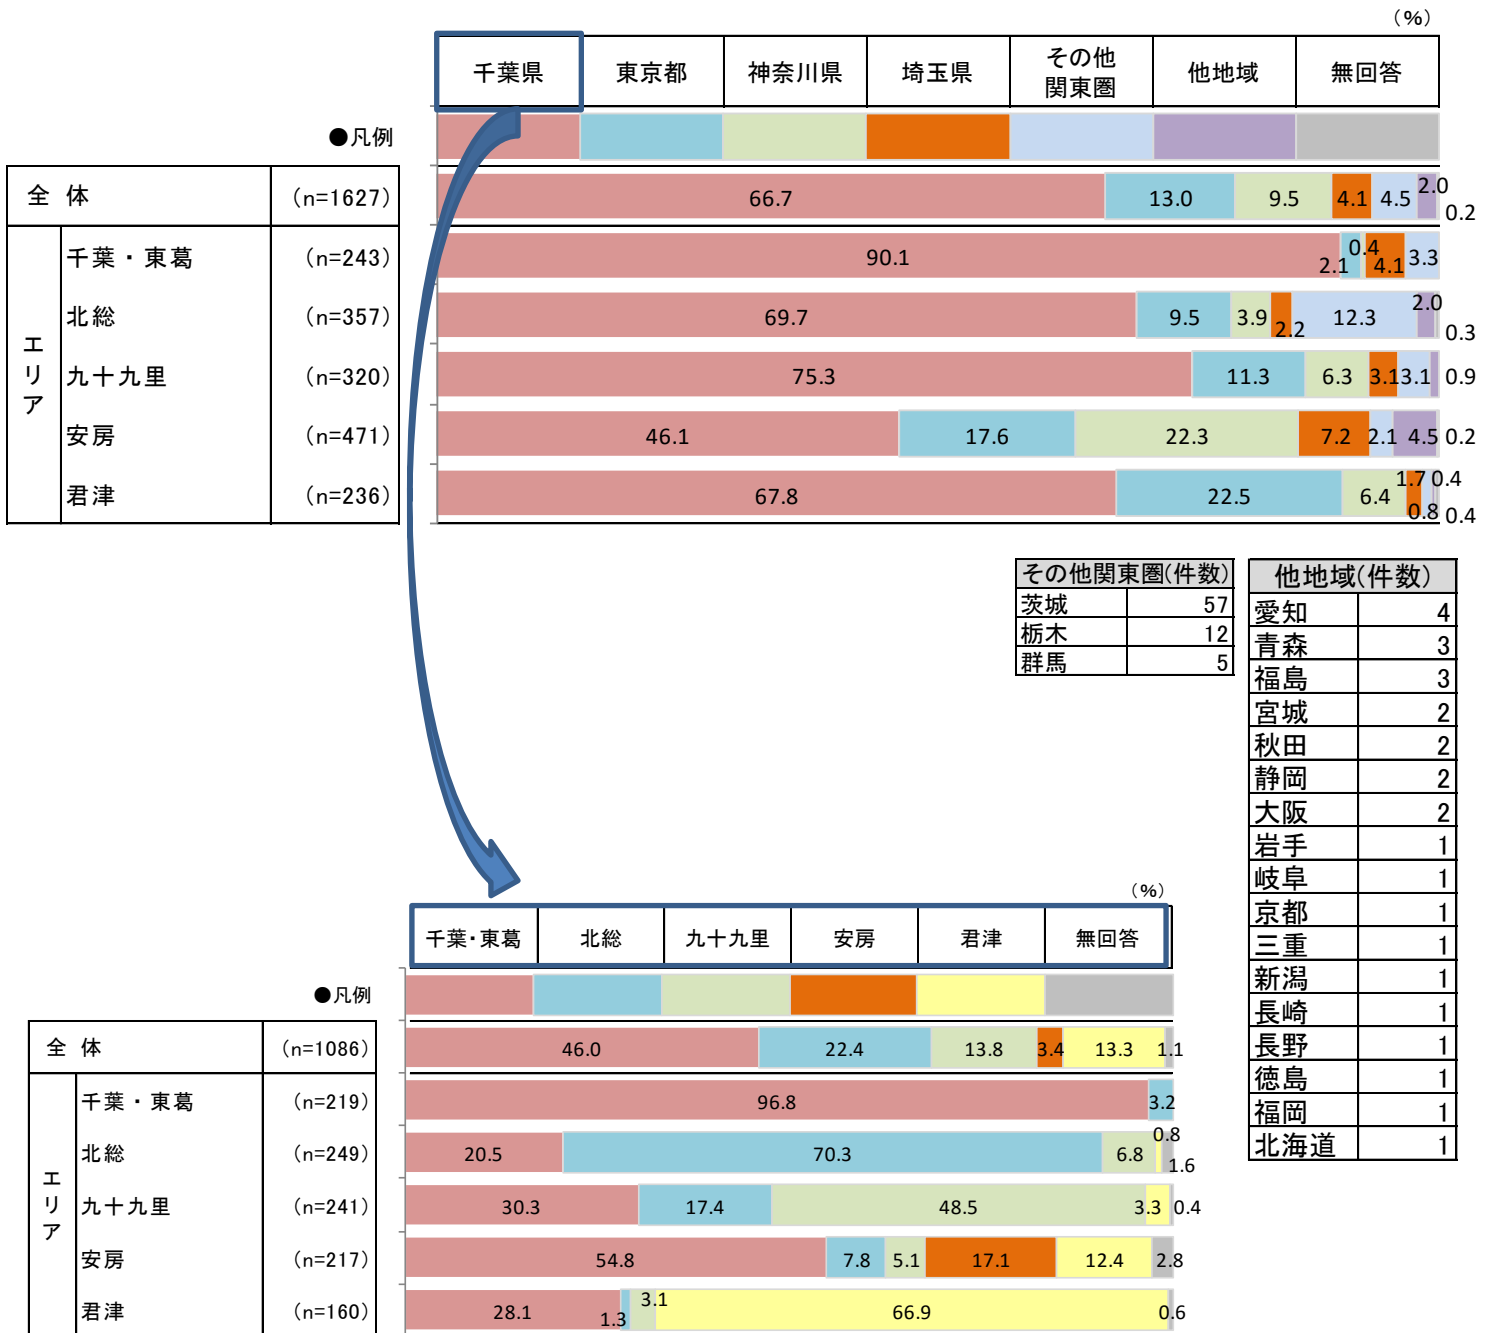 （%）
千葉県 東京都 神奈川県 埼玉県 その他関東圏 他地域 無回答
●凡例
全 体 （n=1627） 66.7 13.0 9.5 4.1 4.5 2.0 0.2
エリア
千葉・東葛 （n=243） 90.1 2.1 0.4 4.1 3.3
北総 （n=357） 69.7 9.5 3.9 2.2 12.3 2.0 0.3
九十九里 （n=320） 75.3 11.3 6.3 3.1 3.1 0.9
安房 （n=471） 46.1 17.6 22.3 7.2 2.1 4.5 0.2
君津 （n=236） 67.8 22.5 6.4 1.7 0.8 0.4 0.4
その他関東圏(件数)
茨城 57
栃木 12
群馬 5
他地域(件数)
愛知 4
青森 3
福島 3
宮城 2
秋田 2
静岡 2
大阪 2
岩手 1
岐阜 1
京都 1
三重 1
新潟 1
長崎 1
長野 1
徳島 1
福岡 1
北海道 1
（%）
千葉・東葛 北総 九十九里 安房 君津 無回答
●凡例
全 体 （n=1086） 46.0 22.4 13.8 3.4 13.3 1.1
エリア
千葉・東葛 （n=219） 96.8 3.2
北総 （n=249） 20.5 70.3 6.8 0.8 1.6
九十九里 （n=241） 30.3 17.4 48.5 3.3 0.4
安房 （n=217） 54.8 7.8 5.1 17.1 12.4 2.8
君津 （n=160） 28.1 1.3 3.1 66.9 0.6